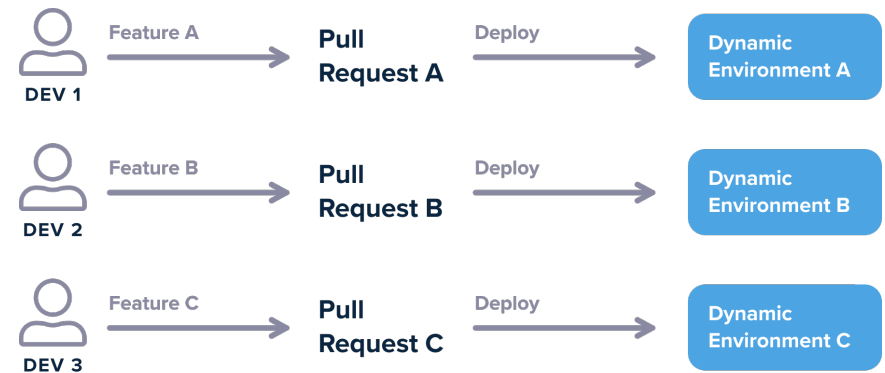 Feature A
Pull
Request A
Deploy
Dynamic
Environment A
DEV 1
Feature B
Pull
Request B
Deploy
Dynamic
Environment B
DEV 2
Feature C
Pull
Request C
Deploy
Dynamic
Environment C
DEV 3